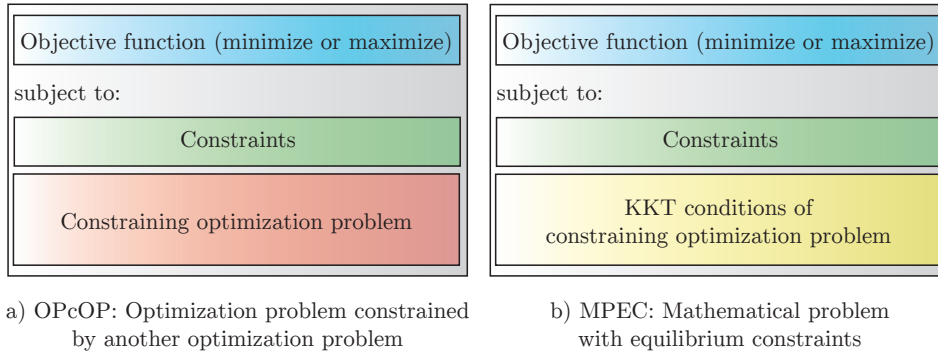 Objective function (minimize or maximize)
subject to:
Constraints
Constraining optimization problem
a) OPcOP: Optimization problem constrained
by another optimization problem
Objective function (minimize or maximize)
subject to:
Constraints
KKT conditions of
constraining optimization problem
b) MPEC: Mathematical problem
with equilibrium constraints